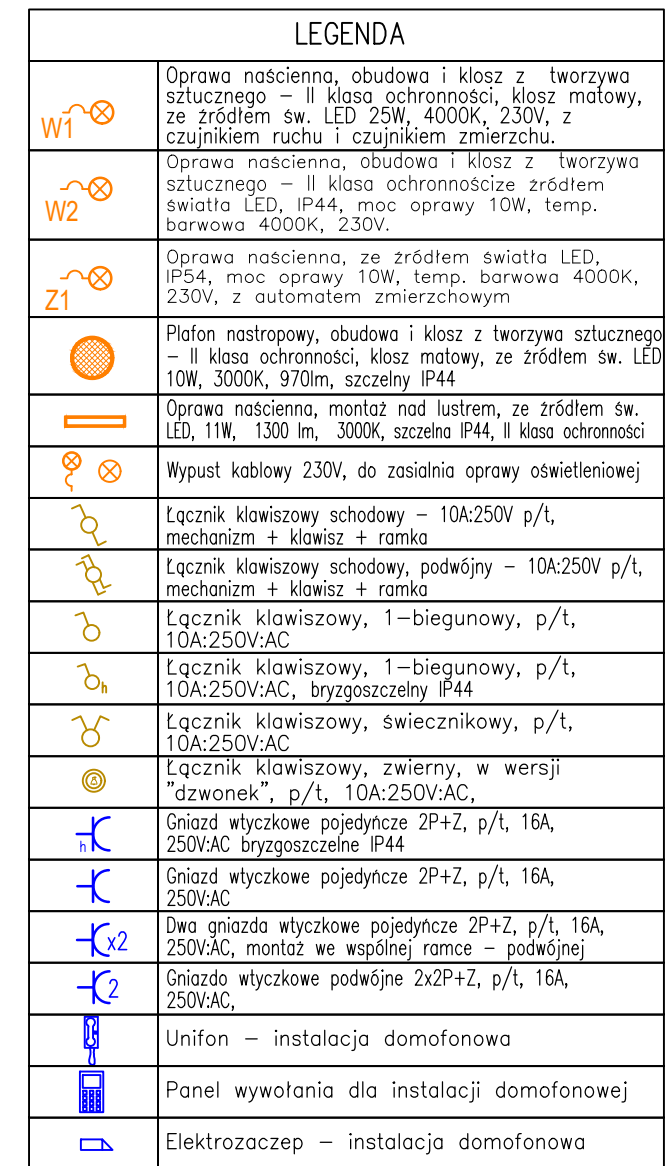 LEGENDA
W1
Oprawa naścienna, obudowa i klosz z tworzywa
sztucznego – II klasa ochronności, klosz matowy,
ze źródłem św. LED 25W, 4000K, 230V, z
czujnikiem ruchu i czujnikiem zmierzchu.
W2
Oprawa naścienna, obudowa i klosz z tworzywa
sztucznego – II klasa ochronnościze źródłem
światła LED, IP44, moc oprawy 10W, temp.
barwowa 4000K, 230V.
Z1
Oprawa naścienna, ze źródłem światła LED,
IP54, moc oprawy 10W, temp. barwowa 4000K,
230V, z automatem zmierzchowym
Plafon nastropowy, obudowa i klosz z tworzywa sztucznego
– II klasa ochronności, klosz matowy, ze źródłem św. LED
10W, 3000K, 970lm, szczelny IP44
Oprawa naścienna, montaż nad lustrem, ze źródłem św.
LED, 11W, 1300 lm, 3000K, szczelna IP44, II klasa ochronności
Wypust kablowy 230V, do zasialnia oprawy oświetleniowej
Łącznik klawiszowy schodowy – 10A:250V p/t,
mechanizm + klawisz + ramka
Łącznik klawiszowy schodowy, podwójny – 10A:250V p/t,
mechanizm + klawisz + ramka
Łącznik klawiszowy, 1–biegunowy, p/t,
10A:250V:AC
h
Łącznik klawiszowy, 1–biegunowy, p/t,
10A:250V:AC, bryzgoszczelny IP44
Łącznik klawiszowy, świecznikowy, p/t,
10A:250V:AC
Łącznik klawiszowy, zwierny, w wersji
"dzwonek", p/t, 10A:250V:AC,
h
Gniazd wtyczkowe pojedyńcze 2P+Z, p/t, 16A,
250V:AC bryzgoszczelne IP44
Gniazd wtyczkowe pojedyńcze 2P+Z, p/t, 16A,
250V:AC
x2
Dwa gniazda wtyczkowe pojedyńcze 2P+Z, p/t, 16A,
250V:AC, montaż we wspólnej ramce – podwójnej
2
Gniazdo wtyczkowe podwójne 2x2P+Z, p/t, 16A,
250V:AC,
Unifon – instalacja domofonowa
Panel wywołania dla instalacji domofonowej
Elektrozaczep – instalacja domofonowa